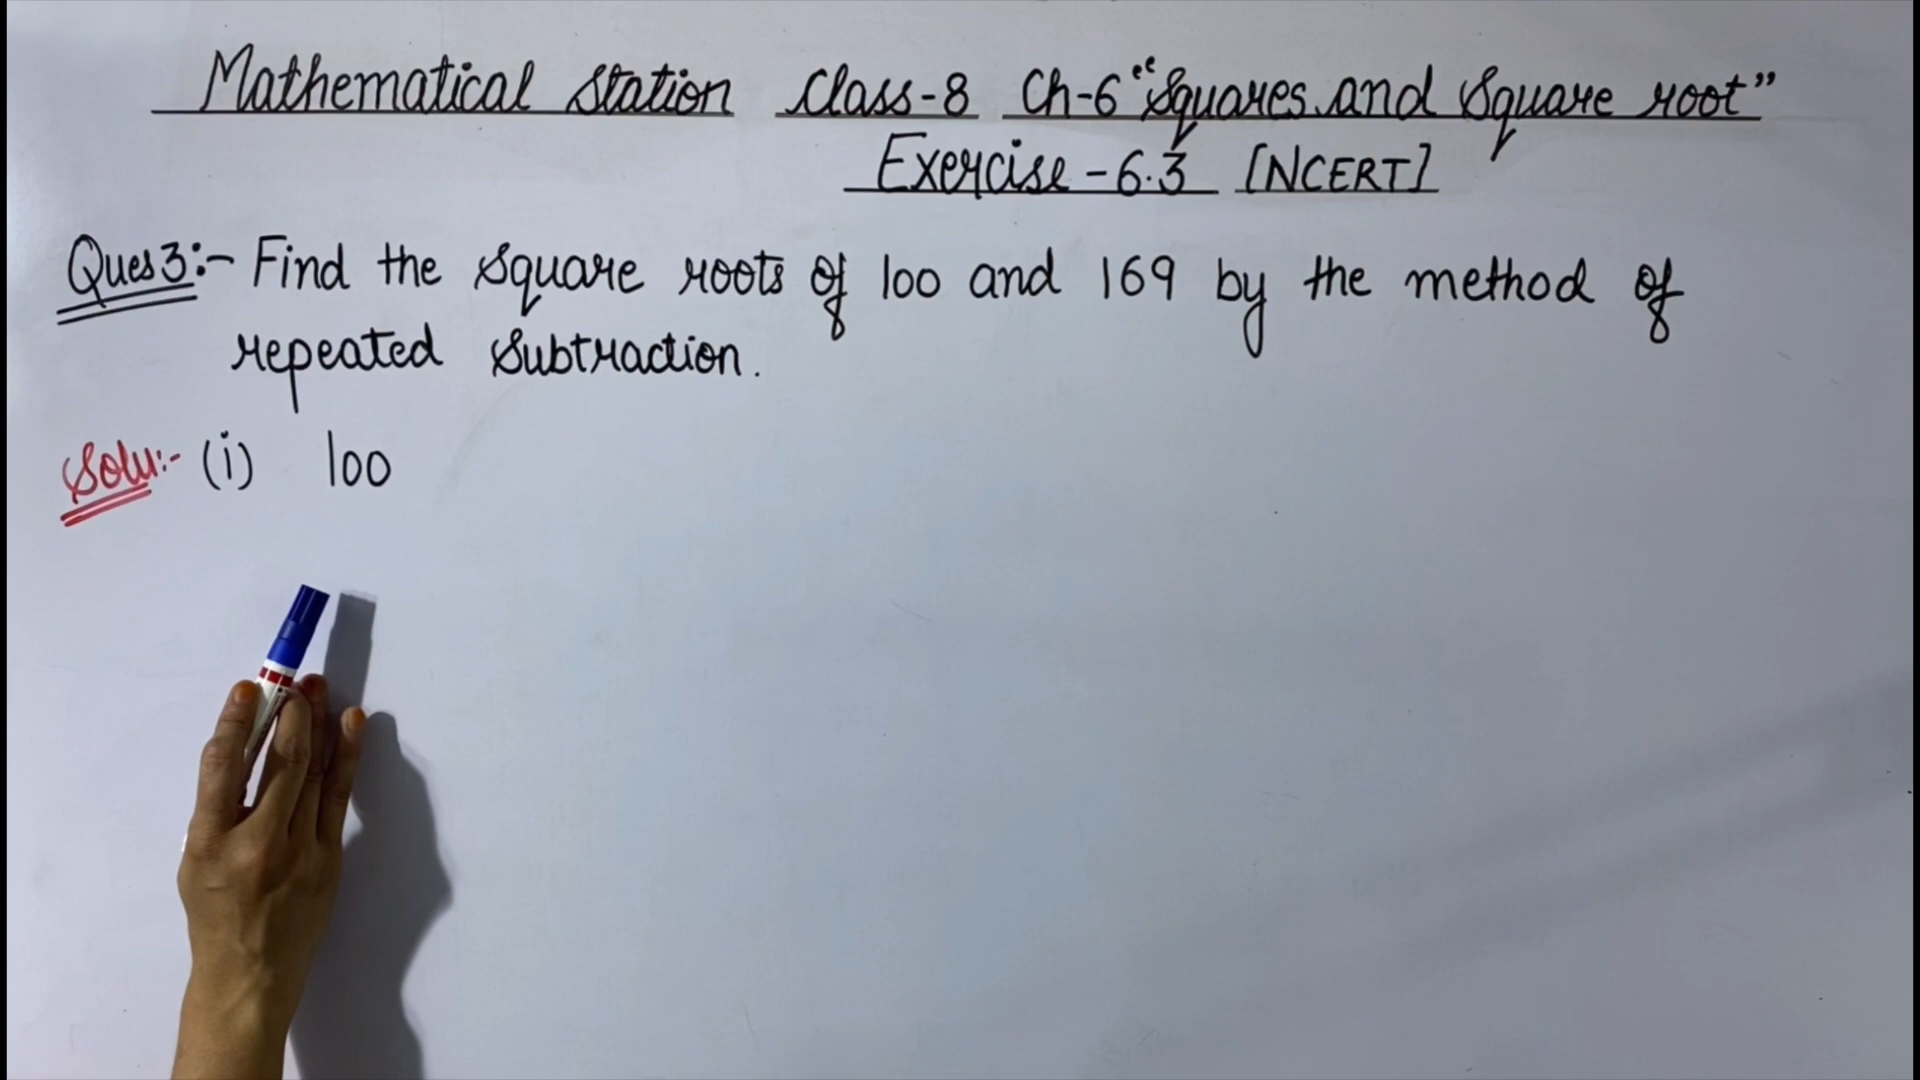 Mathematical Station Class-8 Ch-6 "Squares and Square root"
Exercise-6.3 [NCERT]
Ques 3:- Find the square roots of 100 and 169 by the method of
repeated Subtraction.
Solu:- (i) 100